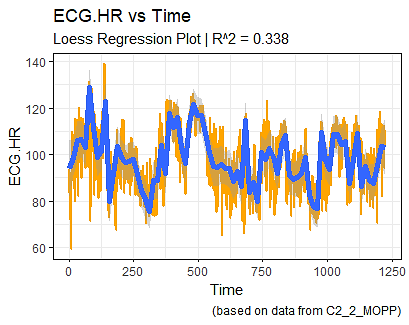 ECG.HR vs Time
Loess Regression Plot | R^2 = 0.338
140
120
100
80
60
ECG.HR
0 250 500 750 1000 1250
Time
(based on data from C2_2_MOPP)